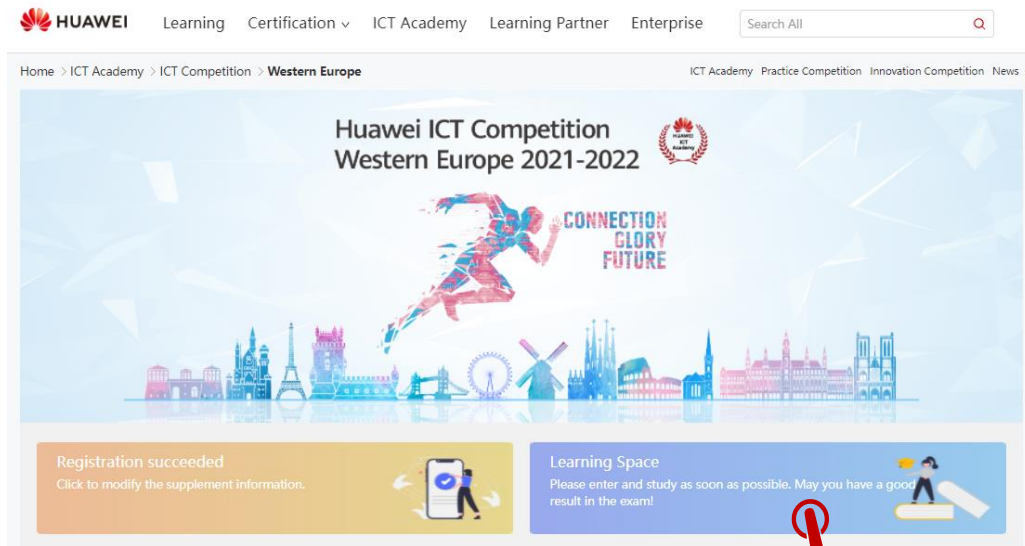 HUAWEI Learning Certification ICT Academy Learning Partner Enterprise Search All
Home > ICT Academy > ICT Competition > Western Europe
ICT Academy Practice Competition Innovation Competition News
Huawei ICT Competition
Western Europe 2021-2022
HUAWEI
ICT
Academy
CONNECTION
GLORY
FUTURE
Registration succeeded
Click to modify the supplement information.
Learning Space
Please enter and study as soon as possible. May you have a good
result in the exam!